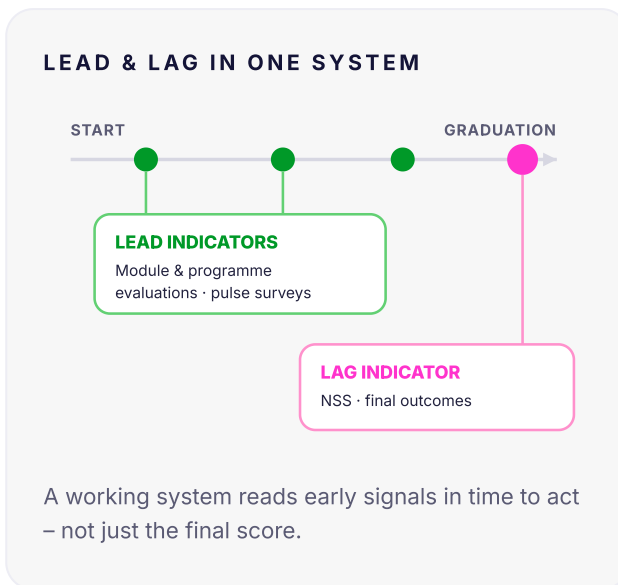 LEAD & LAG IN ONE SYSTEM
START
GRADUATION
LEAD INDICATORS
Module & programme
evaluations · pulse surveys
LAG INDICATOR
NSS · final outcomes
A working system reads early signals in time to act
– not just the final score.